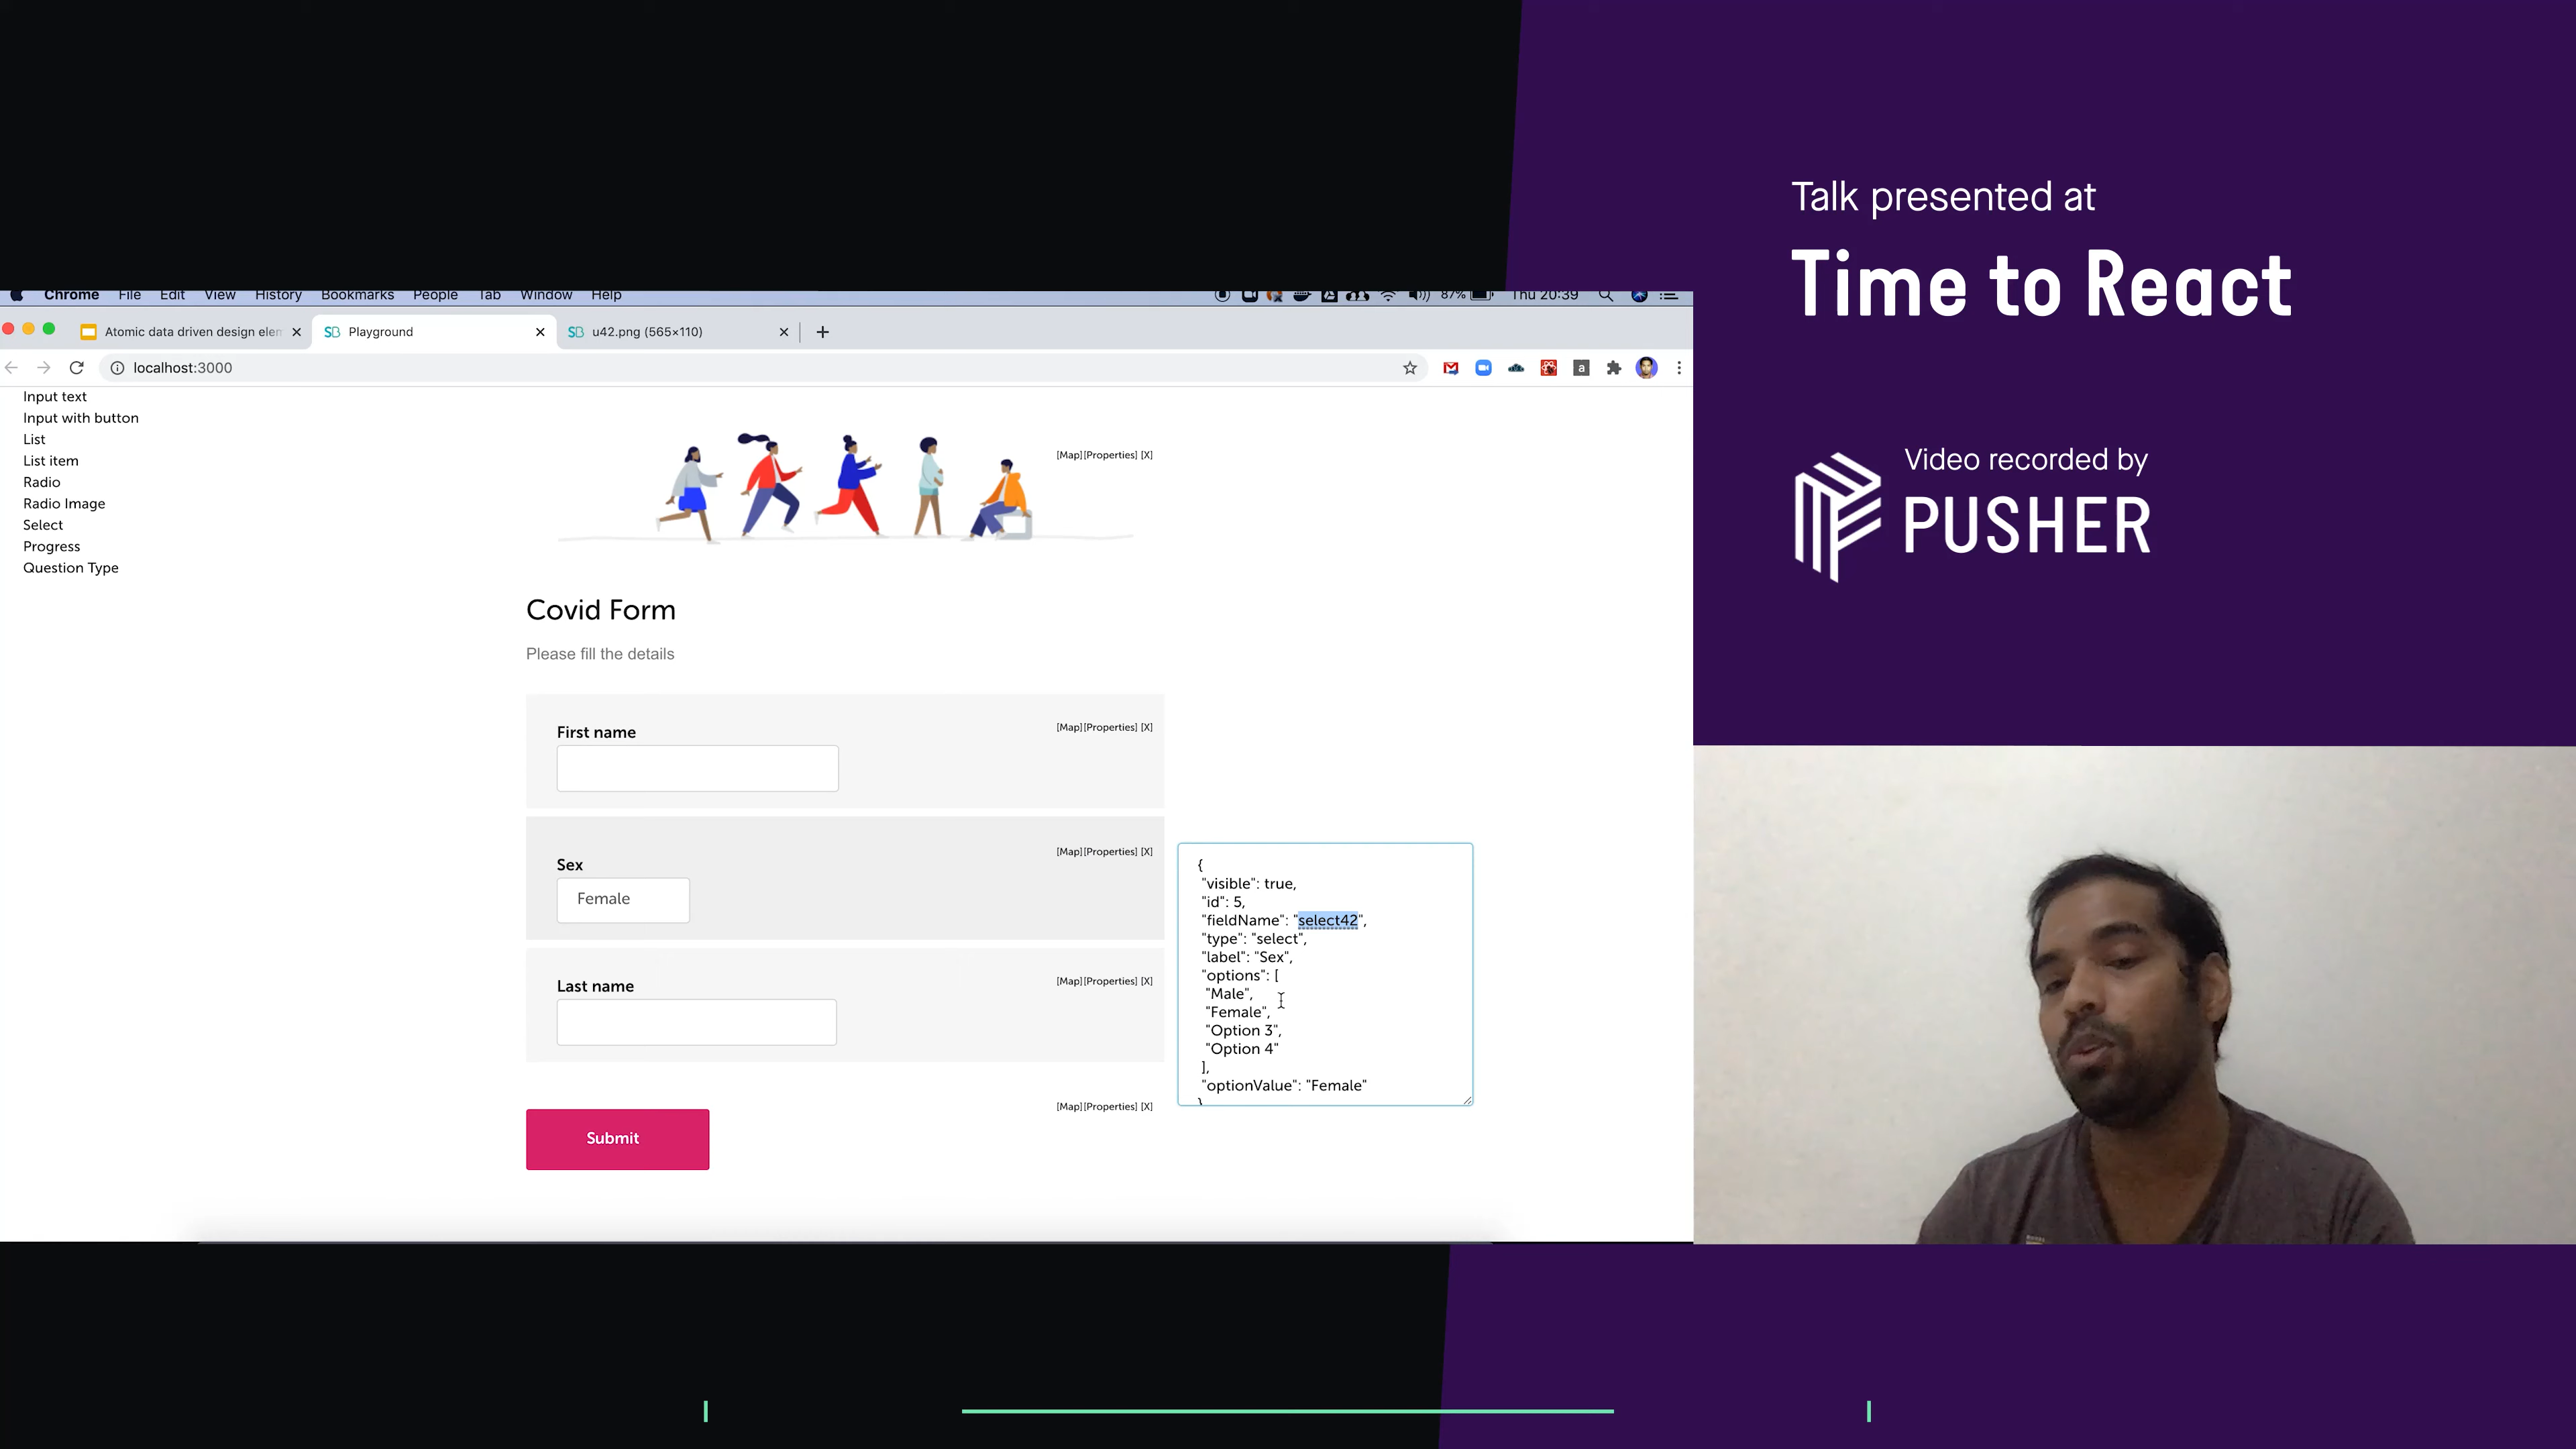 Talk presented at
Time to React
Video recorded by
PUSHER
Chrome File Edit View History Bookmarks People Tab Window Help
87% Thu 20:39
Atomic data driven design elem
Playground
u42.png (565×110)
localhost:3000
Input text
Input with button
List
List item
Radio
Radio Image
Select
Progress
Question Type
[Map][Properties] [X]
Covid Form
Please fill the details
First name
[Map][Properties] [X]
Sex
[Map][Properties] [X]
Female
Last name
[Map][Properties] [X]
[Map][Properties] [X]
Submit
{
"visible": true,
"id": 5,
"fieldName": "select42",
"type": "select",
"label": "Sex",
"options": [
"Male",
"Female",
"Option 3",
"Option 4"
],
"optionValue": "Female"
}